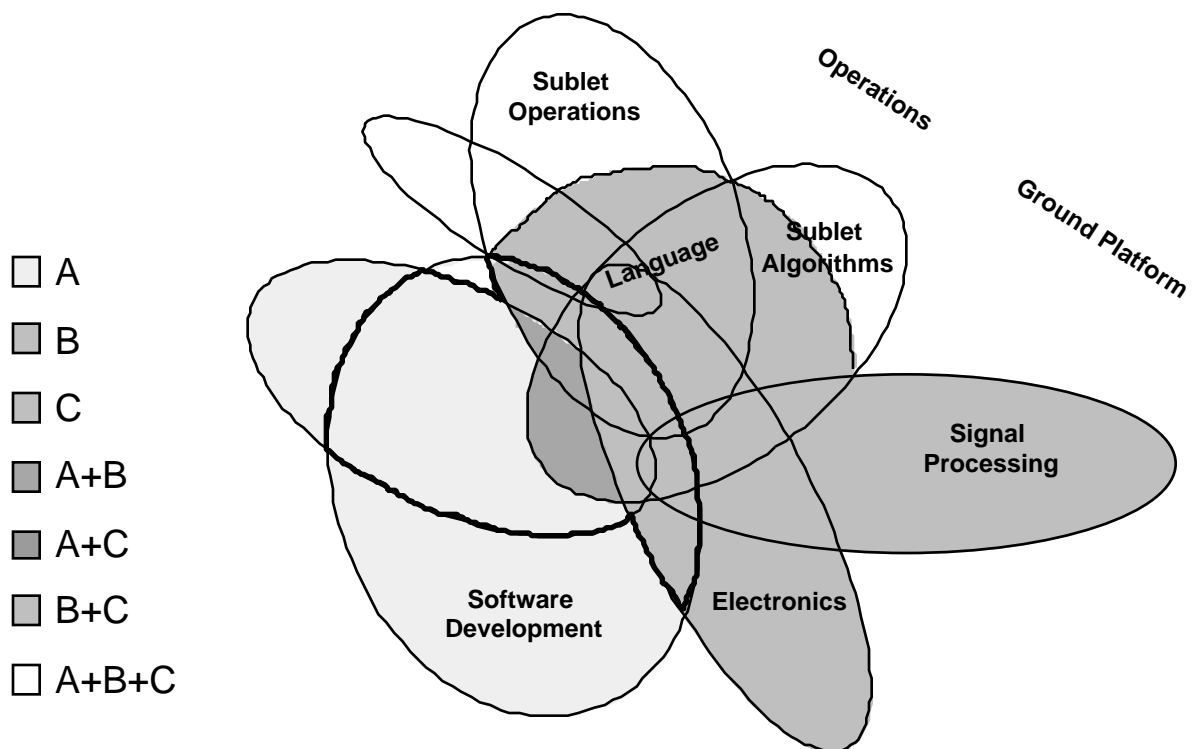 Sublet
Operations
Operations
Ground Platform
Language
Sublet
Algorithms
A
B
C
A+B
A+C
B+C
A+B+C
Signal
Processing
Software
Development
Electronics